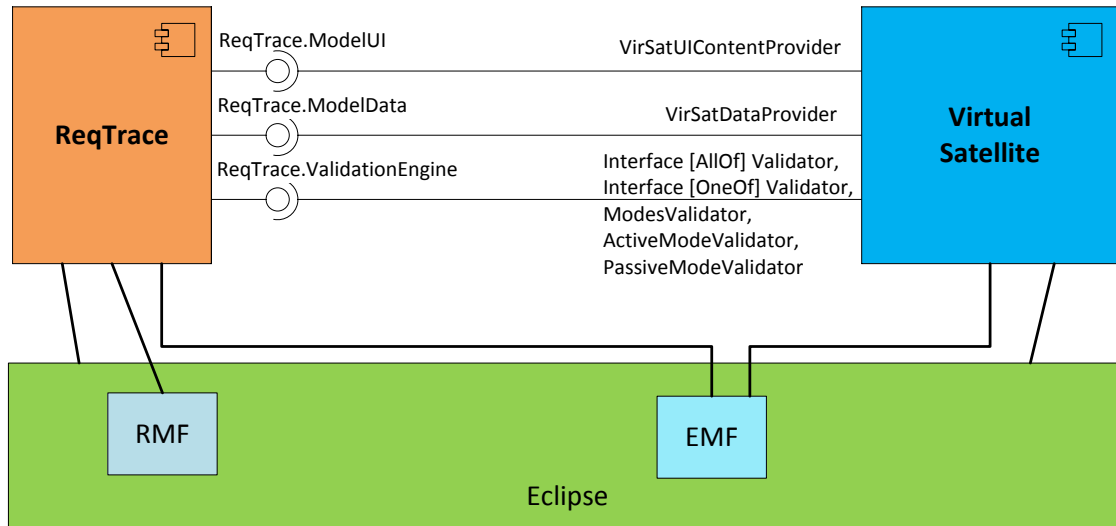 ReqTrace.ModelUI
VirSatUIContentProvider
ReqTrace.ModelData
VirSatDataProvider
ReqTrace
Virtual
Satellite
ReqTrace.ValidationEngine
Interface [AllOf] Validator,
Interface [OneOf] Validator,
ModesValidator,
ActiveModeValidator,
PassiveModeValidator
RMF
EMF
Eclipse